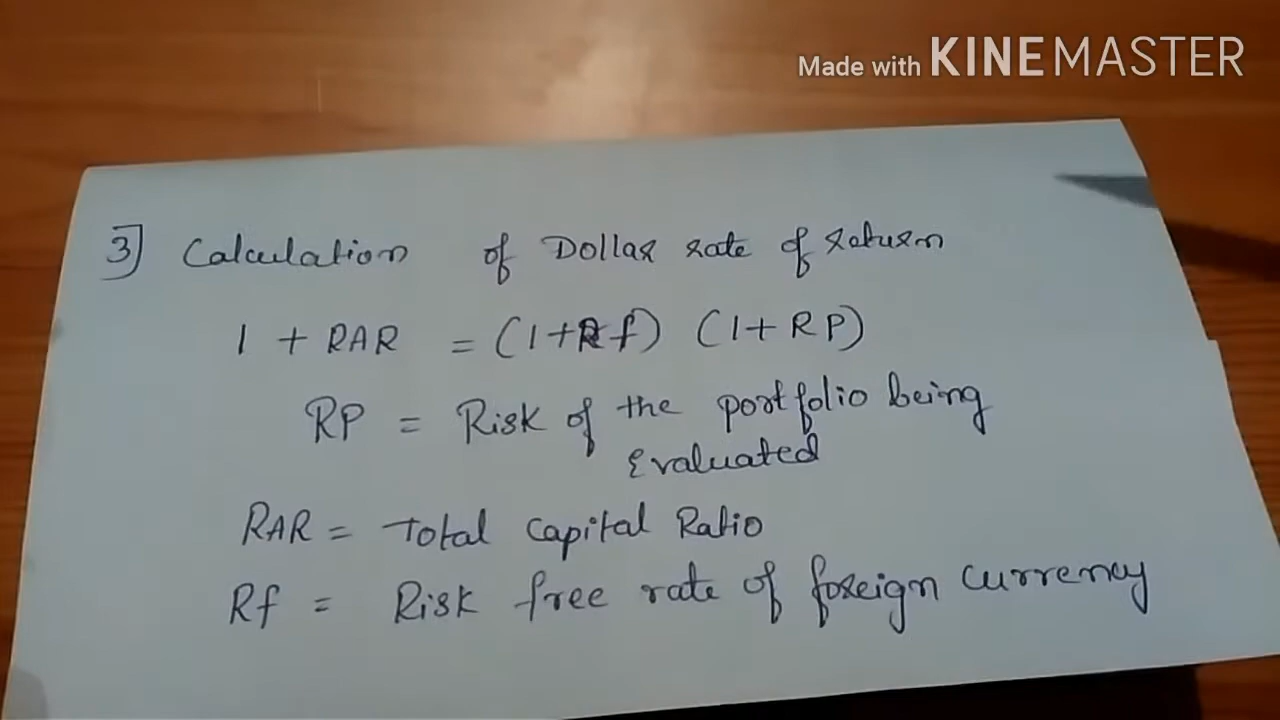 Made with KINEMASTER
3] Calculation of Dollar rate of return
1 + RAR = (1+Rf) (1+RP)
RP = Risk of the portfolio being
Evaluated
RAR = Total Capital Ratio
Rf = Risk free rate of foreign currency